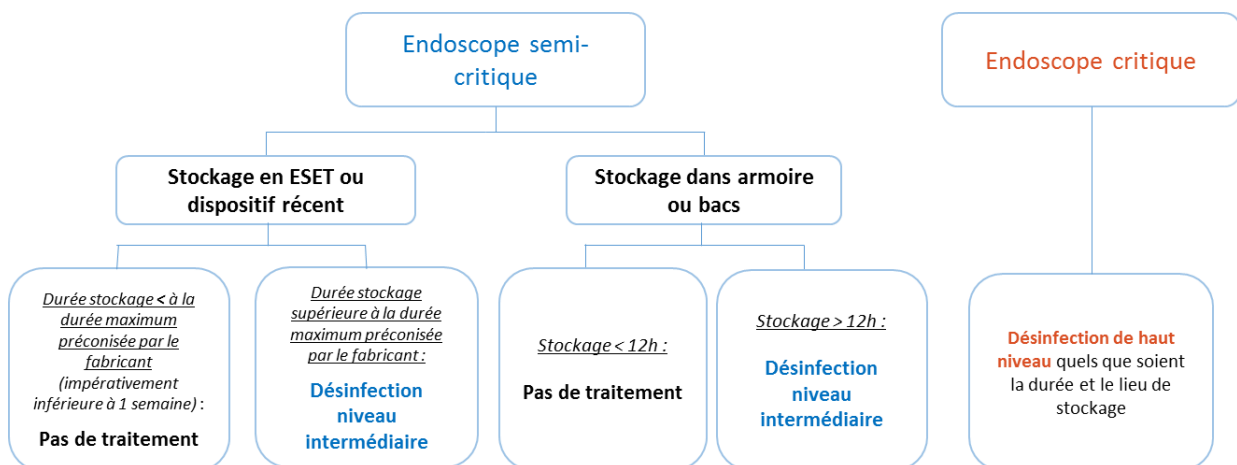 Endoscope semi-
critique
Endoscope critique
Stockage en ESET ou
dispositif récent
Stockage dans armoire
ou bacs
Durée stockage < à la
durée maximum
préconisée par le
fabricant
(impérativement
inférieure à 1 semaine) :
Pas de traitement
Durée stockage
supérieure à la durée
maximum préconisée
par le fabricant :
Désinfection
niveau
intermédiaire
Stockage < 12h :
Pas de traitement
Stockage > 12h :
Désinfection
niveau
intermédiaire
Désinfection de haut
niveau quels que soient
la durée et le lieu de
stockage